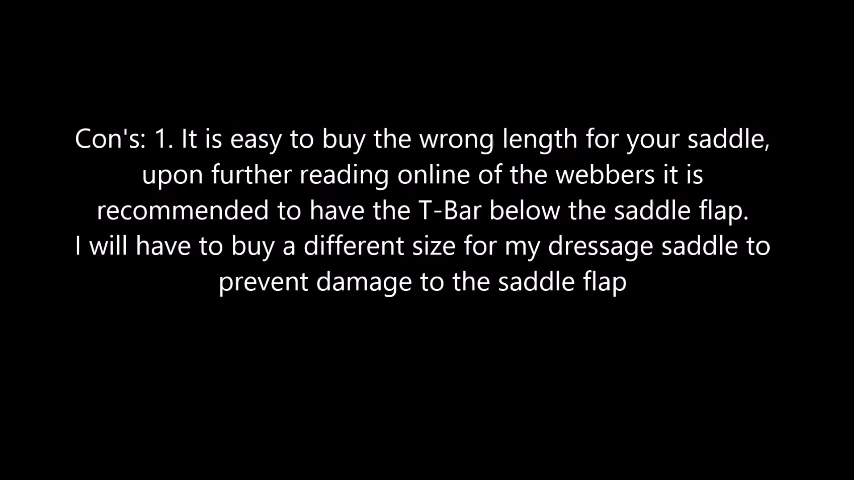 Con's: 1. It is easy to buy the wrong length for your saddle,
upon further reading online of the webbers it is
recommended to have the T-Bar below the saddle flap.
I will have to buy a different size for my dressage saddle to
prevent damage to the saddle flap